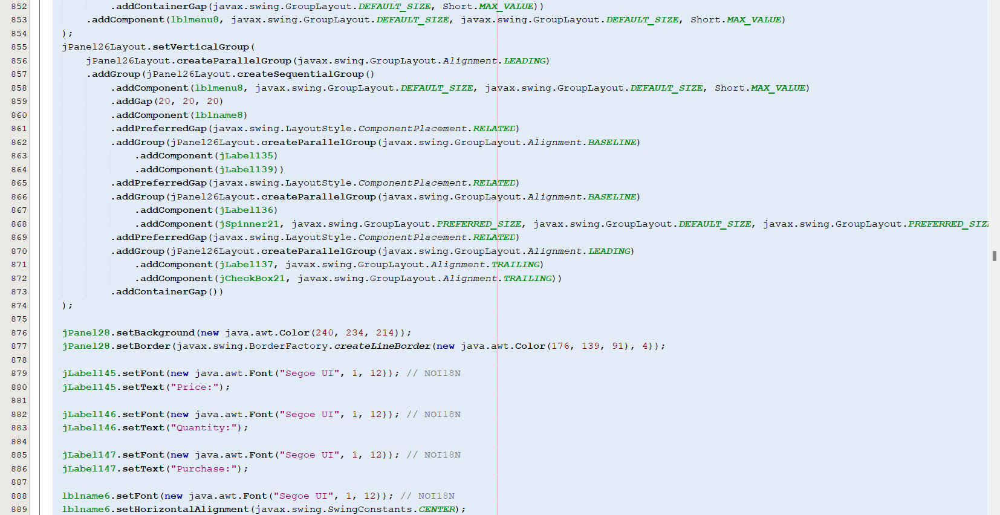 852 .addContainerGap(javax.swing.GroupLayout.DEFAULT_SIZE, Short.MAX_VALUE))
853 .addComponent(lblmenu8, javax.swing.GroupLayout.DEFAULT_SIZE, javax.swing.GroupLayout.DEFAULT_SIZE, Short.MAX_VALUE)
854 );
855 jPanel26Layout.setVerticalGroup(
856 jPanel26Layout.createParallelGroup(javax.swing.GroupLayout.Alignment.LEADING)
857 .addGroup(jPanel26Layout.createSequentialGroup()
858 .addComponent(lblmenu8, javax.swing.GroupLayout.DEFAULT_SIZE, javax.swing.GroupLayout.DEFAULT_SIZE, Short.MAX_VALUE)
859 .addGap(20, 20, 20)
860 .addComponent(lblname8)
861 .addPreferredGap(javax.swing.LayoutStyle.ComponentPlacement.RELATED)
862 .addGroup(jPanel26Layout.createParallelGroup(javax.swing.GroupLayout.Alignment.BASELINE)
863 .addComponent(jLabel135)
864 .addComponent(jLabel139))
865 .addPreferredGap(javax.swing.LayoutStyle.ComponentPlacement.RELATED)
866 .addGroup(jPanel26Layout.createParallelGroup(javax.swing.GroupLayout.Alignment.BASELINE)
867 .addComponent(jLabel136)
868 .addComponent(jSpinner21, javax.swing.GroupLayout.PREFERRED_SIZE, javax.swing.GroupLayout.DEFAULT_SIZE, javax.swing.GroupLayout.PREFERRED_SIZ
869 .addPreferredGap(javax.swing.LayoutStyle.ComponentPlacement.RELATED)
870 .addGroup(jPanel26Layout.createParallelGroup(javax.swing.GroupLayout.Alignment.LEADING)
871 .addComponent(jLabel137, javax.swing.GroupLayout.Alignment.TRAILING)
872 .addComponent(jCheckBox21, javax.swing.GroupLayout.Alignment.TRAILING))
873 .addContainerGap())
874 );
875
876 jPanel28.setBackground(new java.awt.Color(240, 234, 214));
877 jPanel28.setBorder(javax.swing.BorderFactory.createLineBorder(new java.awt.Color(176, 139, 91), 4));
878
879 jLabel145.setFont(new java.awt.Font("Segoe UI", 1, 12)); // NOI18N
880 jLabel145.setText("Price:");
881
882 jLabel146.setFont(new java.awt.Font("Segoe UI", 1, 12)); // NOI18N
883 jLabel146.setText("Quantity:");
884
885 jLabel147.setFont(new java.awt.Font("Segoe UI", 1, 12)); // NOI18N
886 jLabel147.setText("Purchase:");
887
888 lblname6.setFont(new java.awt.Font("Segoe UI", 1, 12)); // NOI18N
889 lblname6.setHorizontalAlignment(javax.swing.SwingConstants.CENTER);